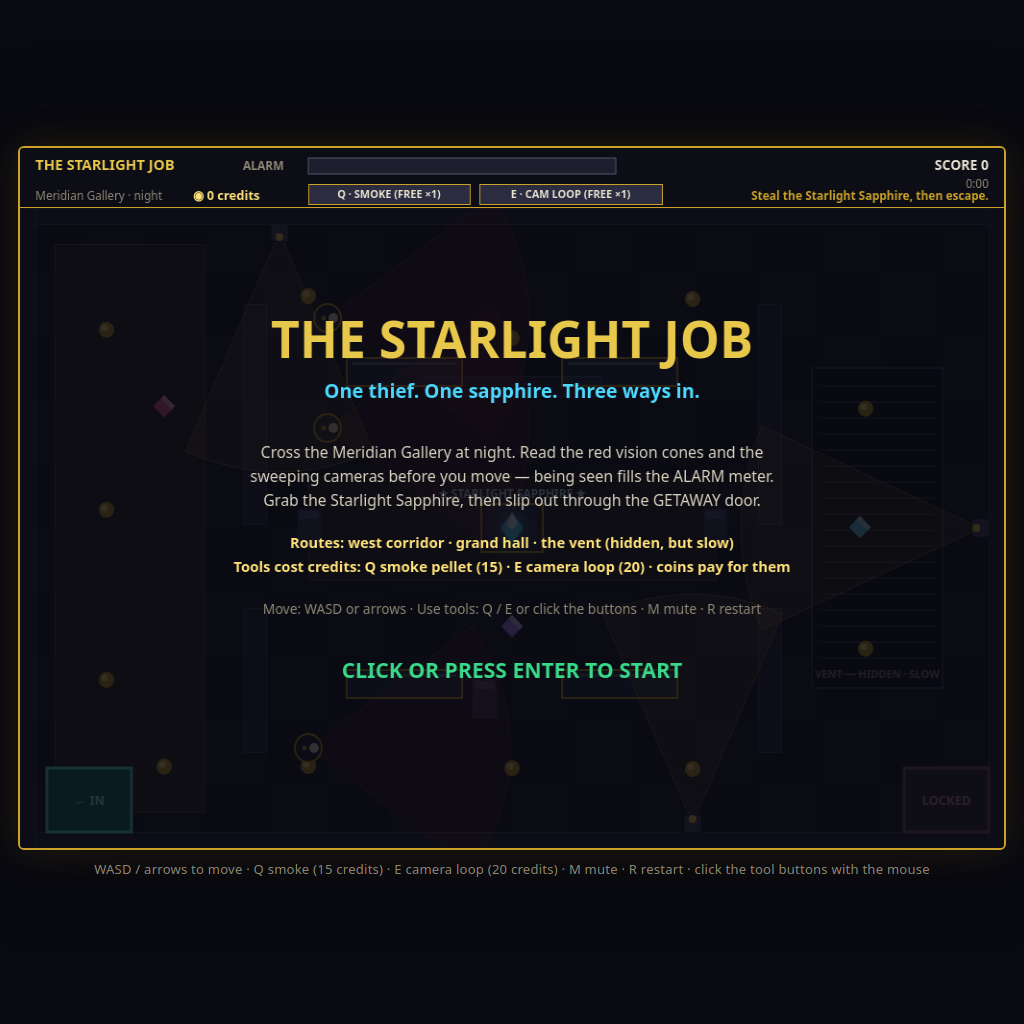 THE STARLIGHT JOB
ALARM
SCORE 0
0:00
Meridian Gallery · night
◉ 0 credits
Q · SMOKE (FREE ×1)
E · CAM LOOP (FREE ×1)
Steal the Starlight Sapphire, then escape.
THE STARLIGHT JOB
One thief. One sapphire. Three ways in.
Cross the Meridian Gallery at night. Read the red vision cones and the
sweeping cameras before you move — being seen fills the ALARM meter.
★ STARLIGHT SAPPHIRE ★
Grab the Starlight Sapphire, then slip out through the GETAWAY door.
Routes: west corridor · grand hall · the vent (hidden, but slow)
Tools cost credits: Q smoke pellet (15) · E camera loop (20) · coins pay for them
Move: WASD or arrows · Use tools: Q / E or click the buttons · M mute · R restart
CLICK OR PRESS ENTER TO START
VENT — HIDDEN · SLOW
← IN
LOCKED
WASD / arrows to move · Q smoke (15 credits) · E camera loop (20 credits) · M mute · R restart · click the tool buttons with the mouse